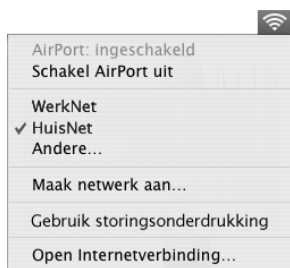 AirPort: ingeschakeld
Schakel AirPort uit
WerkNet
✓ HuisNet
Andere...
Maak netwerk aan...
Gebruik storingsonderdrukking
Open Internetverbinding...